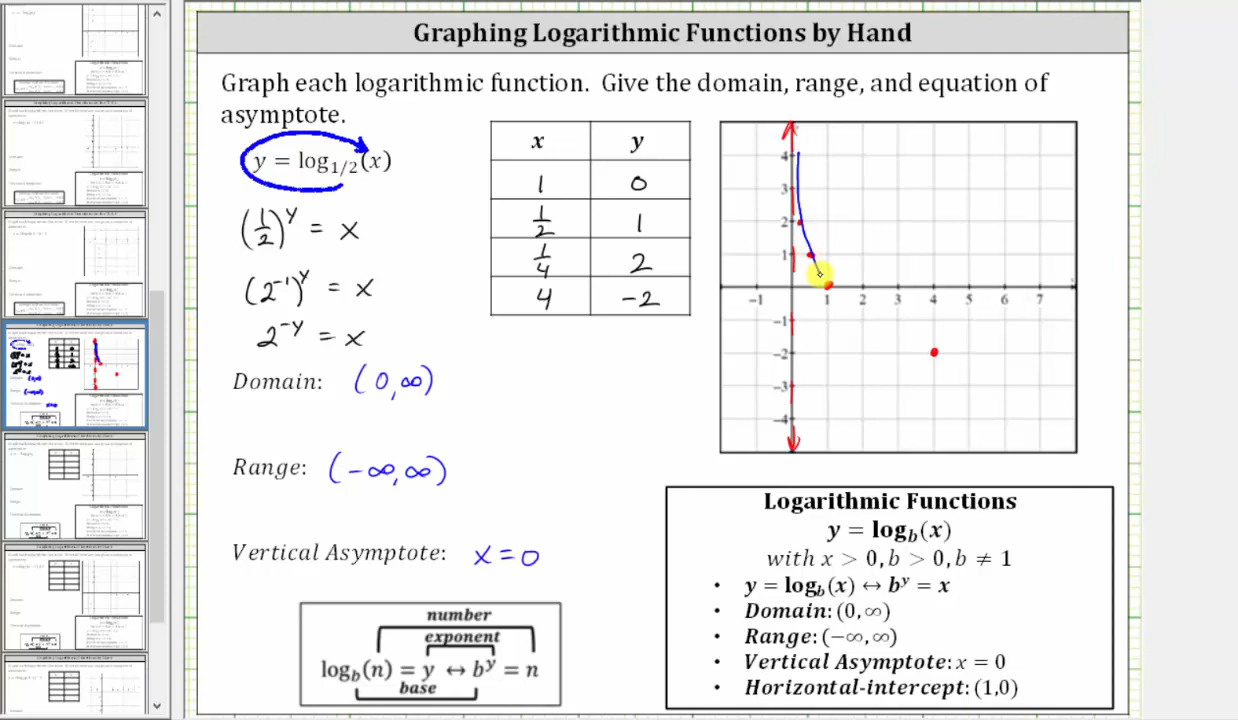 Graphing Logarithmic Functions by Hand
Graph each logarithmic function. Give the domain, range, and equation of
asymptote.
y = log₁/₂(x)
(1/2)^y = x
(2⁻¹)^y = x
2^-y = x
x y
1 0
1/2 1
1/4 2
4 -2
Domain: (0,∞)
Range: (-∞,∞)
Vertical Asymptote: x=0
number
exponent
log_b(n) = y ↔ b^y = n
base
4
3
2
1
-1 1 2 3 4 5 6 7
-1
-2
-3
-4
Logarithmic Functions
y = log_b(x)
with x > 0, b > 0, b ≠ 1
• y = log_b(x) ↔ b^y = x
• Domain: (0,∞)
• Range: (-∞,∞)
• Vertical Asymptote: x = 0
• Horizontal-intercept: (1,0)